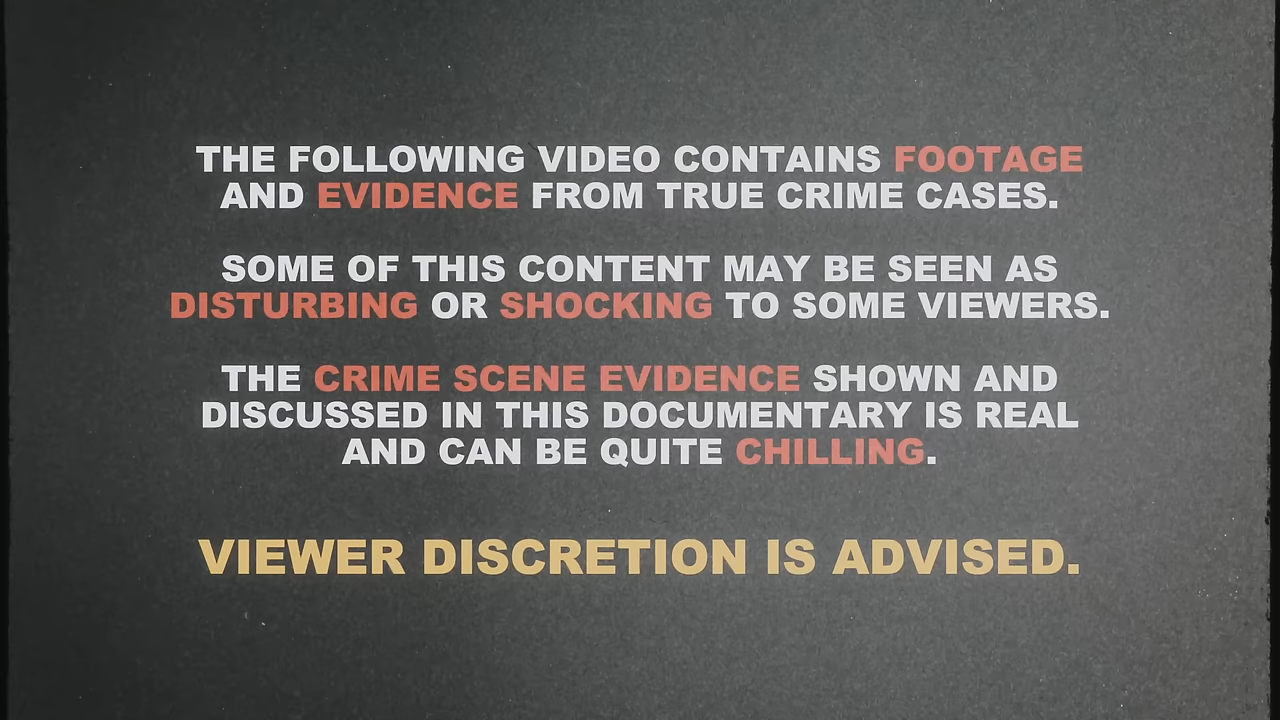 THE FOLLOWING VIDEO CONTAINS FOOTAGE
AND EVIDENCE FROM TRUE CRIME CASES.
SOME OF THIS CONTENT MAY BE SEEN AS
DISTURBING OR SHOCKING TO SOME VIEWERS.
THE CRIME SCENE EVIDENCE SHOWN AND
DISCUSSED IN THIS DOCUMENTARY IS REAL
AND CAN BE QUITE CHILLING.
VIEWER DISCRETION IS ADVISED.